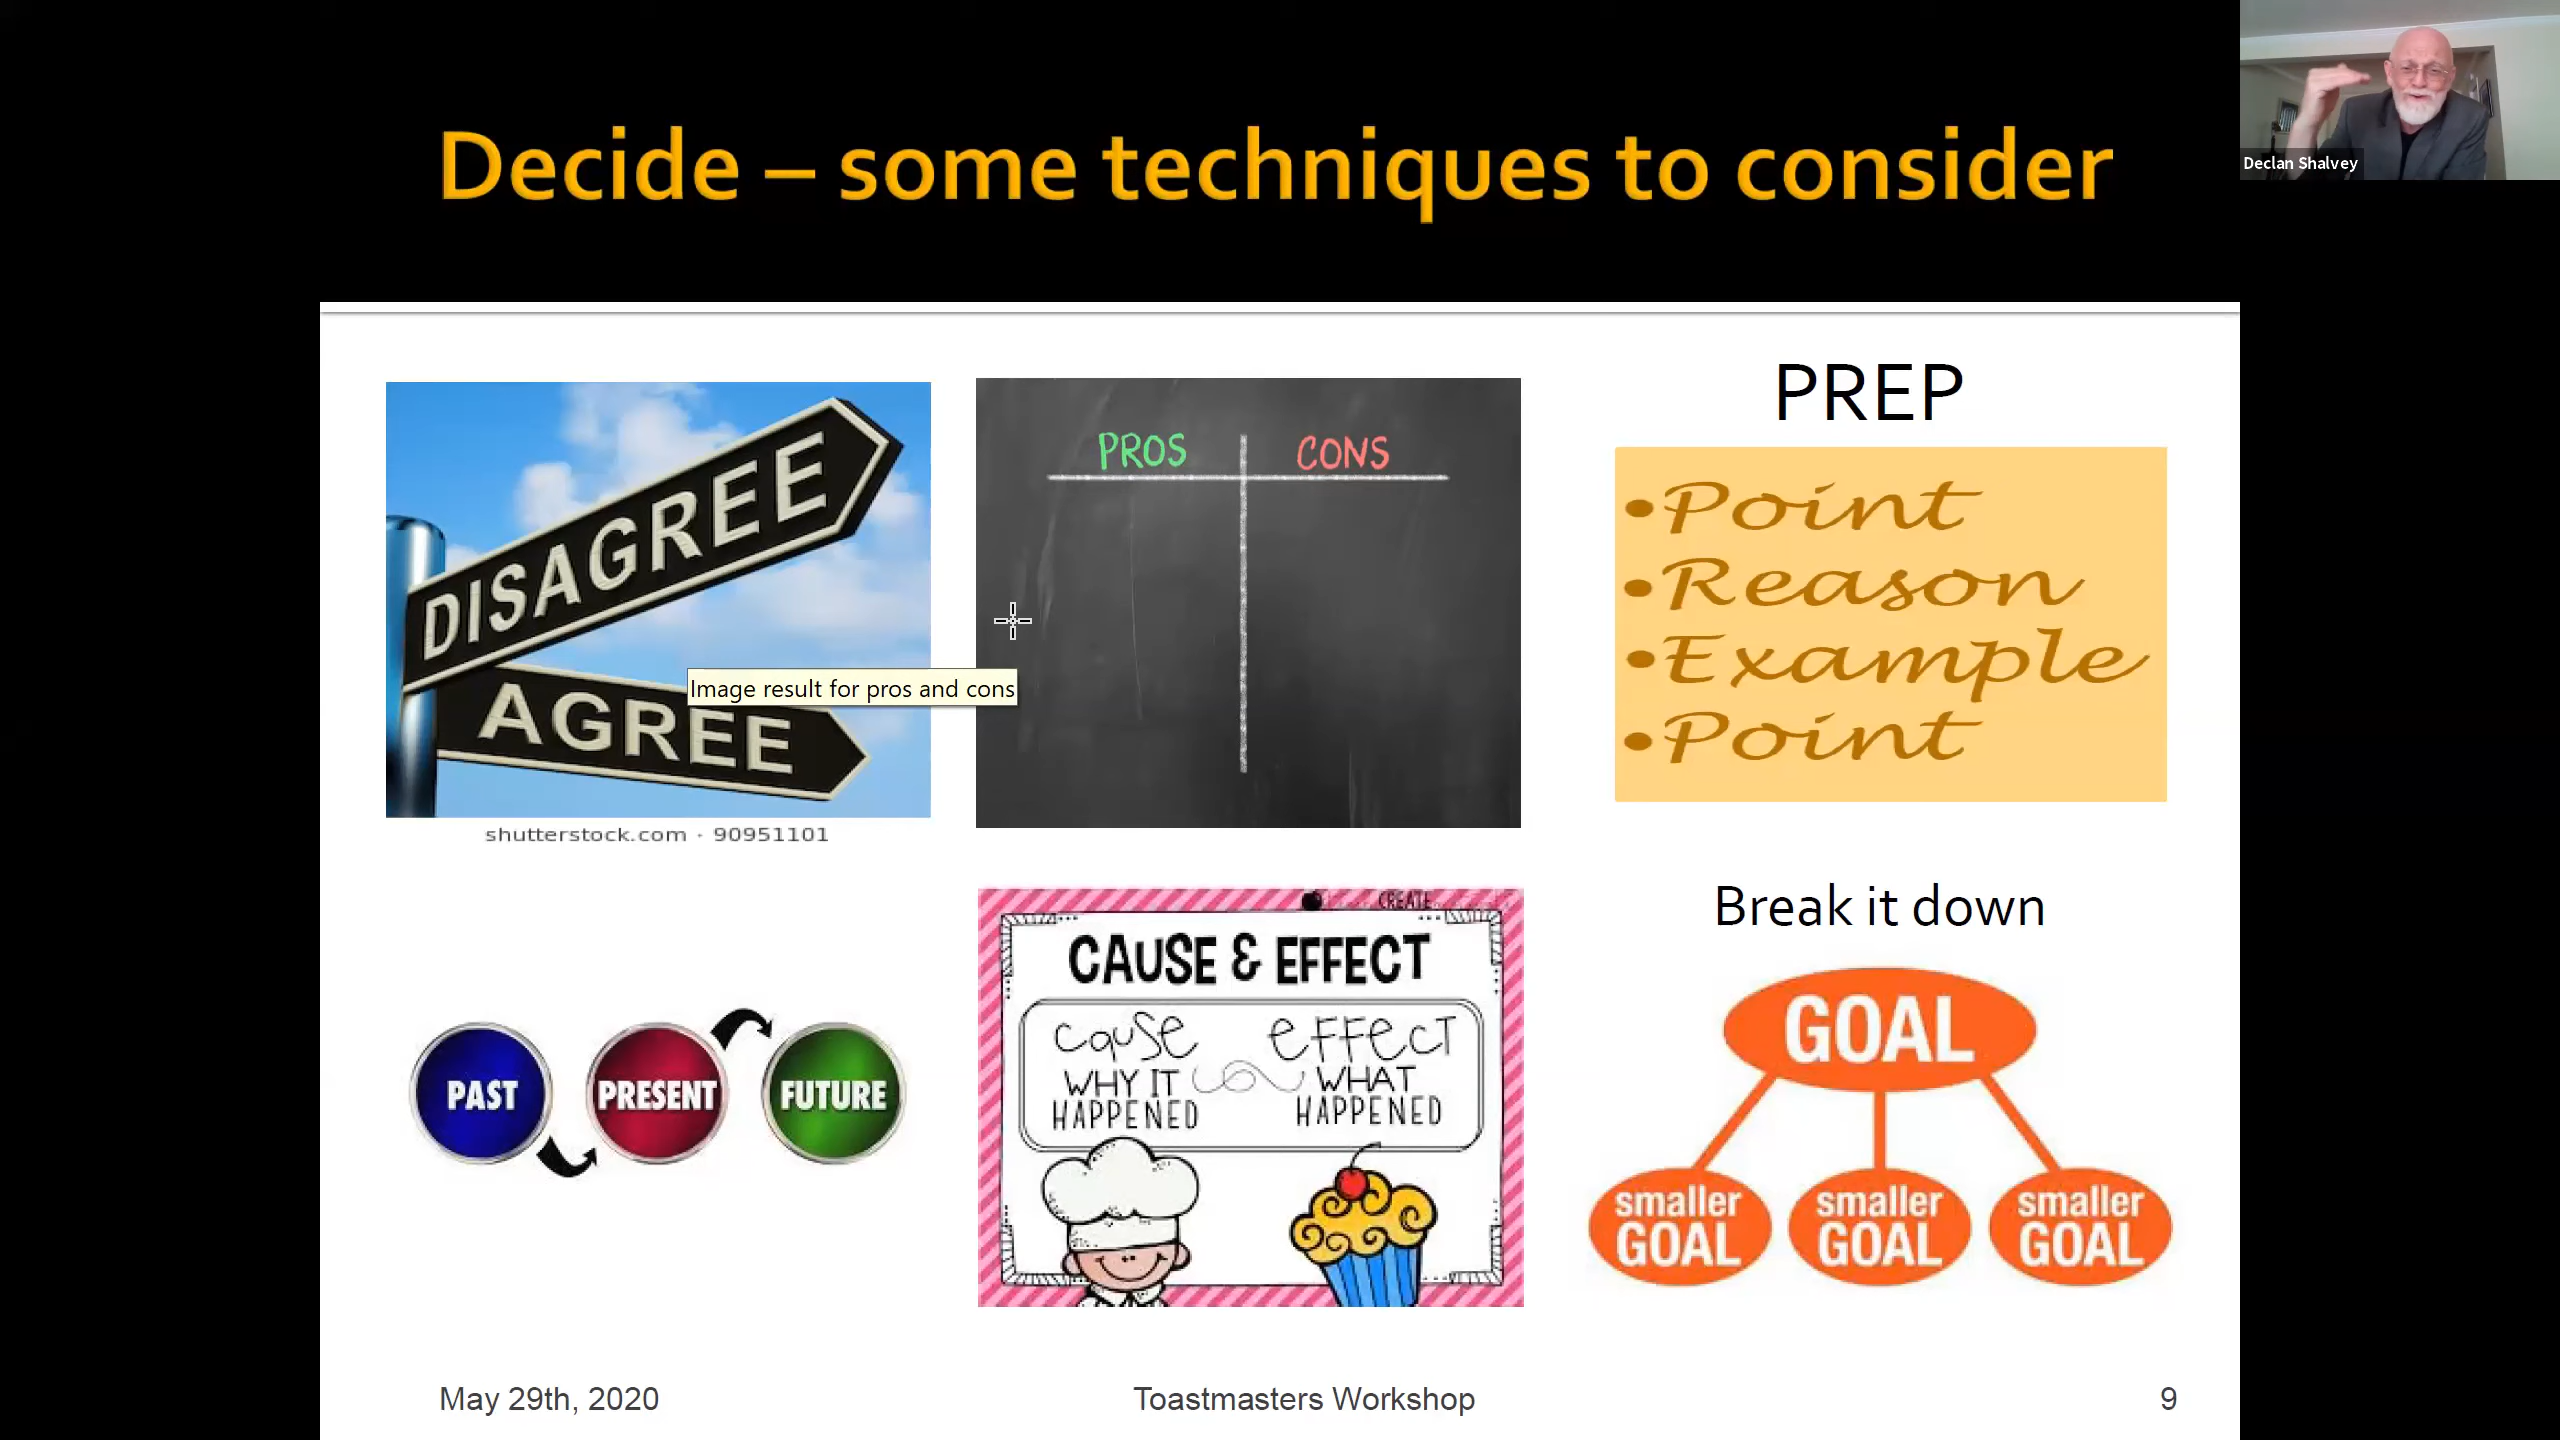 Decide – some techniques to consider
Declan Shalvey
DISAGREE
AGREE
shutterstock.com · 90951101
Image result for pros and cons
PROS CONS
PREP
•Point
•Reason
•Example
•Point
PAST PRESENT FUTURE
CREATE
CAUSE & EFFECT
cause effect
WHY IT WHAT
HAPPENED HAPPENED
Break it down
GOAL
smaller smaller smaller
GOAL GOAL GOAL
May 29th, 2020 Toastmasters Workshop 9